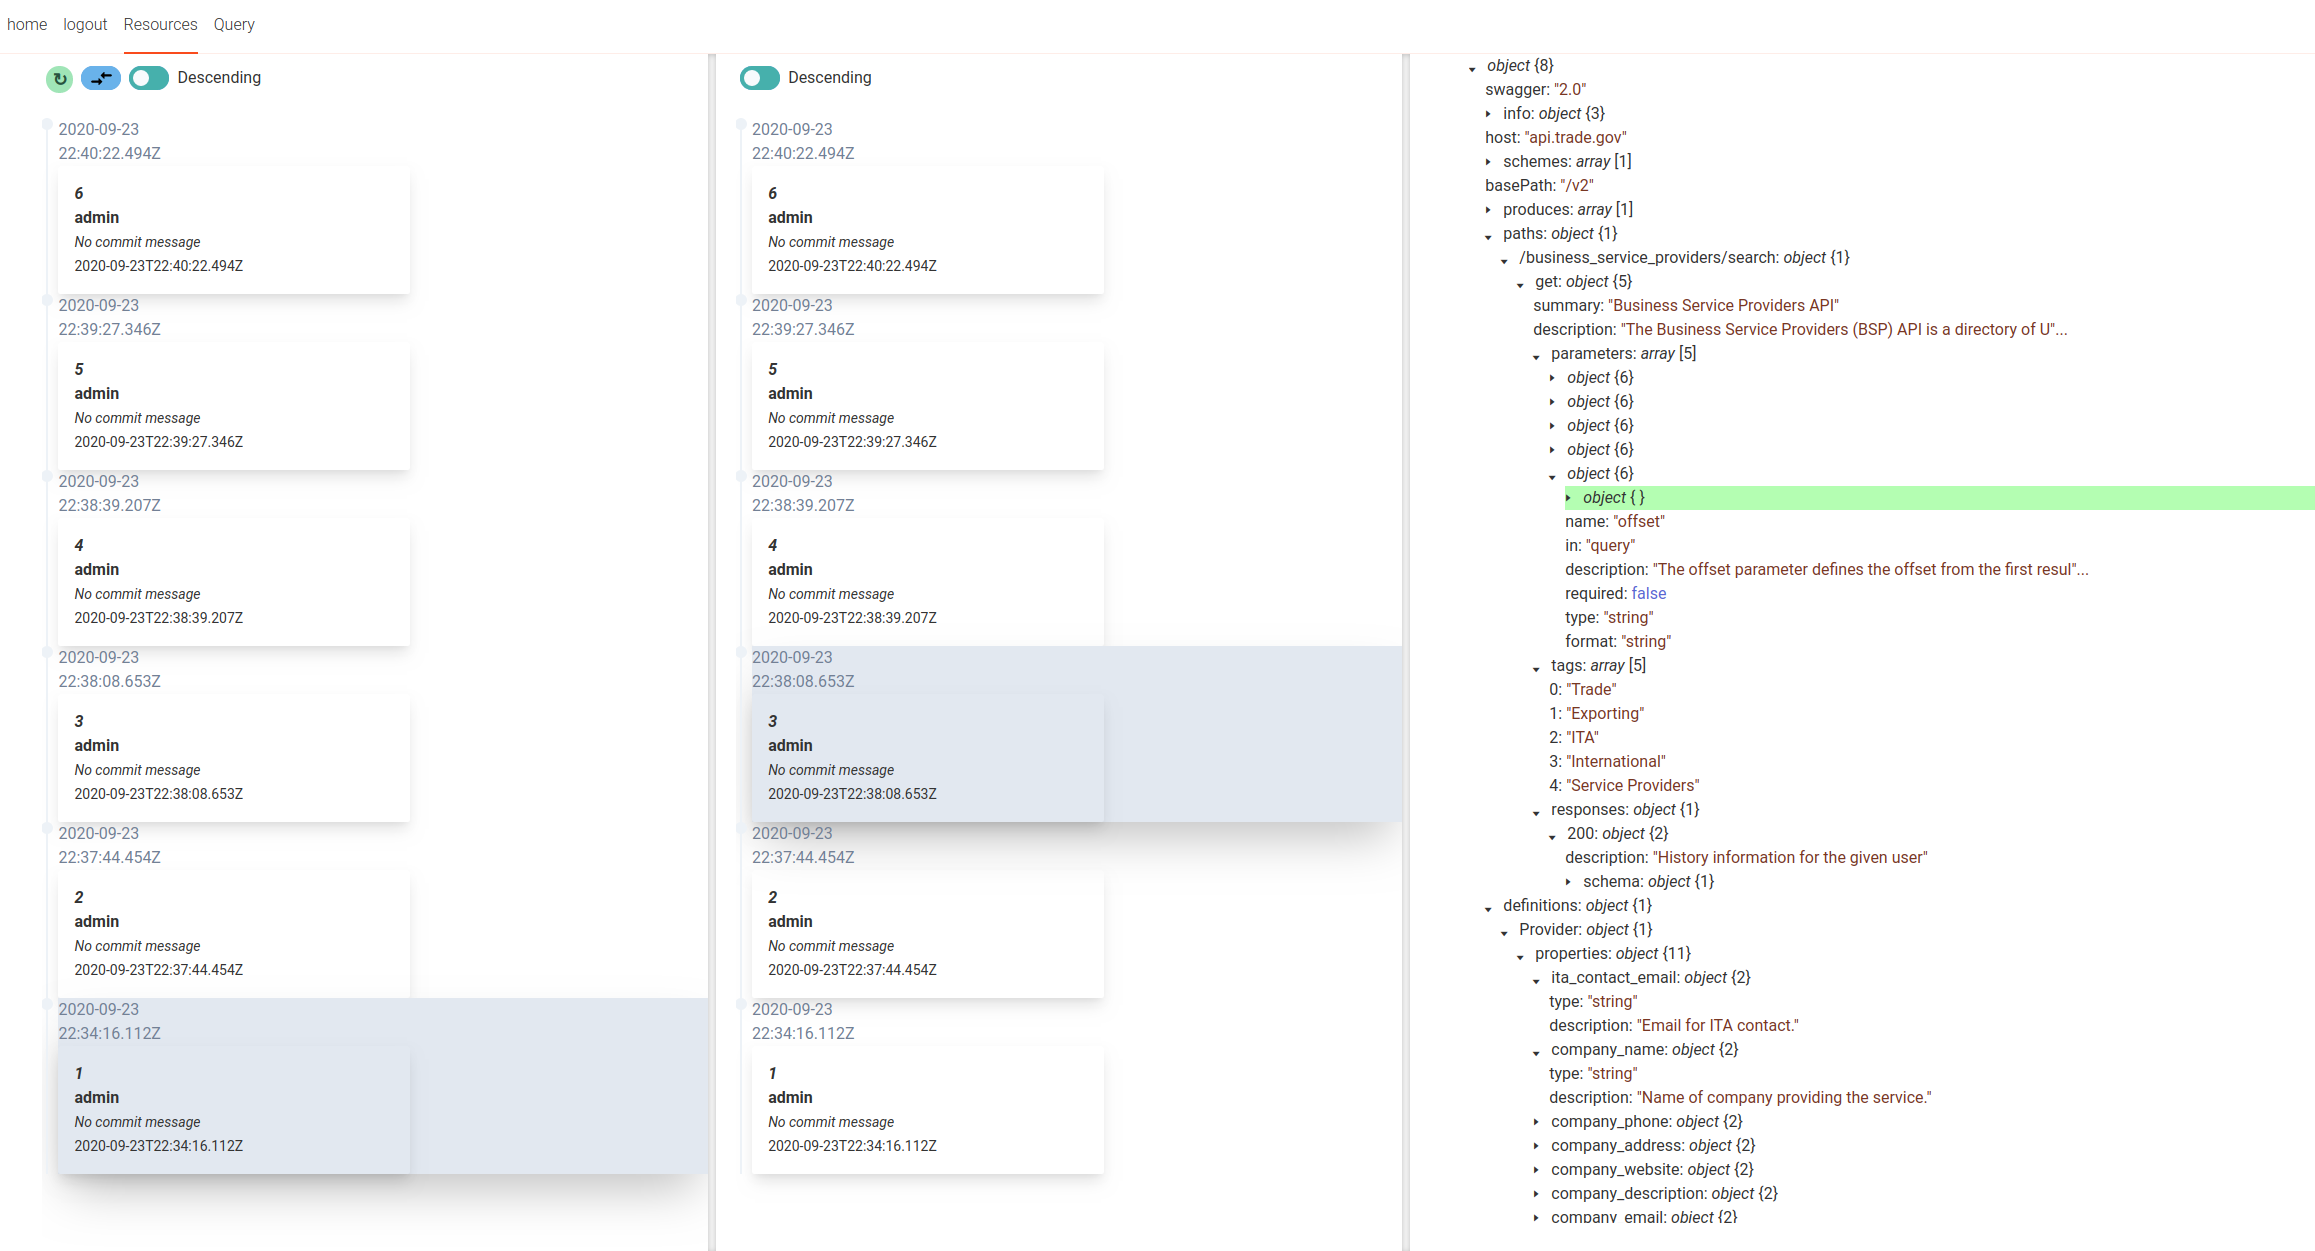 home logout Resources Query
Descending
2020-09-23
22:40:22.494Z
6
admin
No commit message
2020-09-23T22:40:22.494Z
2020-09-23
22:39:27.346Z
5
admin
No commit message
2020-09-23T22:39:27.346Z
2020-09-23
22:38:39.207Z
4
admin
No commit message
2020-09-23T22:38:39.207Z
2020-09-23
22:38:08.653Z
3
admin
No commit message
2020-09-23T22:38:08.653Z
2020-09-23
22:37:44.454Z
2
admin
No commit message
2020-09-23T22:37:44.454Z
2020-09-23
22:34:16.112Z
1
admin
No commit message
2020-09-23T22:34:16.112Z
Descending
2020-09-23
22:40:22.494Z
6
admin
No commit message
2020-09-23T22:40:22.494Z
2020-09-23
22:39:27.346Z
5
admin
No commit message
2020-09-23T22:39:27.346Z
2020-09-23
22:38:39.207Z
4
admin
No commit message
2020-09-23T22:38:39.207Z
2020-09-23
22:38:08.653Z
3
admin
No commit message
2020-09-23T22:38:08.653Z
2020-09-23
22:37:44.454Z
2
admin
No commit message
2020-09-23T22:37:44.454Z
2020-09-23
22:34:16.112Z
1
admin
No commit message
2020-09-23T22:34:16.112Z
object {8}
swagger: "2.0"
info: object {3}
host: "api.trade.gov"
schemes: array [1]
basePath: "/v2"
produces: array [1]
paths: object {1}
/business_service_providers/search: object {1}
get: object {5}
summary: "Business Service Providers API"
description: "The Business Service Providers (BSP) API is a directory of U"...
parameters: array [5]
object {6}
object {6}
object {6}
object {6}
object {6}
object { }
name: "offset"
in: "query"
description: "The offset parameter defines the offset from the first resul"...
required: false
type: "string"
format: "string"
tags: array [5]
0: "Trade"
1: "Exporting"
2: "ITA"
3: "International"
4: "Service Providers"
responses: object {1}
200: object {2}
description: "History information for the given user"
schema: object {1}
definitions: object {1}
Provider: object {1}
properties: object {11}
ita_contact_email: object {2}
type: "string"
description: "Email for ITA contact."
company_name: object {2}
type: "string"
description: "Name of company providing the service."
company_phone: object {2}
company_address: object {2}
company_website: object {2}
company_description: object {2}
company_email: object {2}